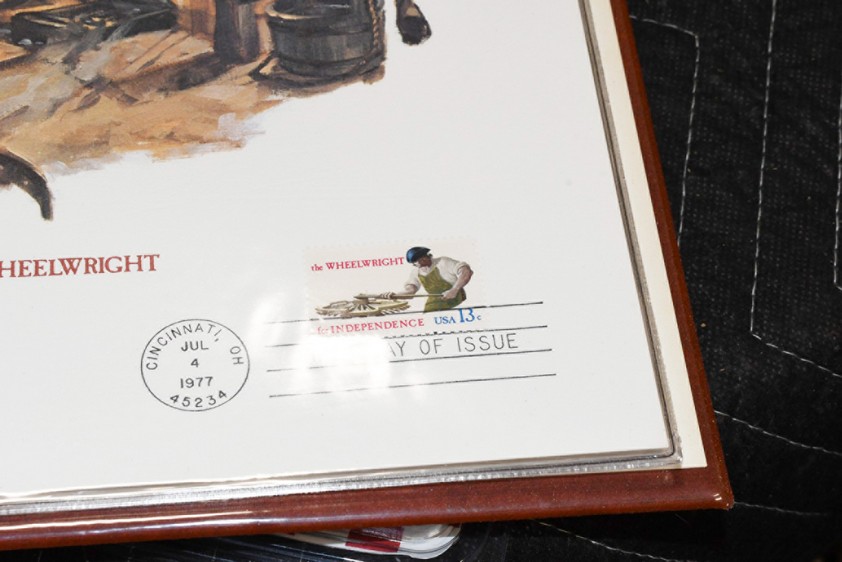 HEELWRIGHT
the WHEELWRIGHT
for INDEPENDENCE USA 13c
CINCINNATI, OH
JUL
4
1977
45234
AY OF ISSUE